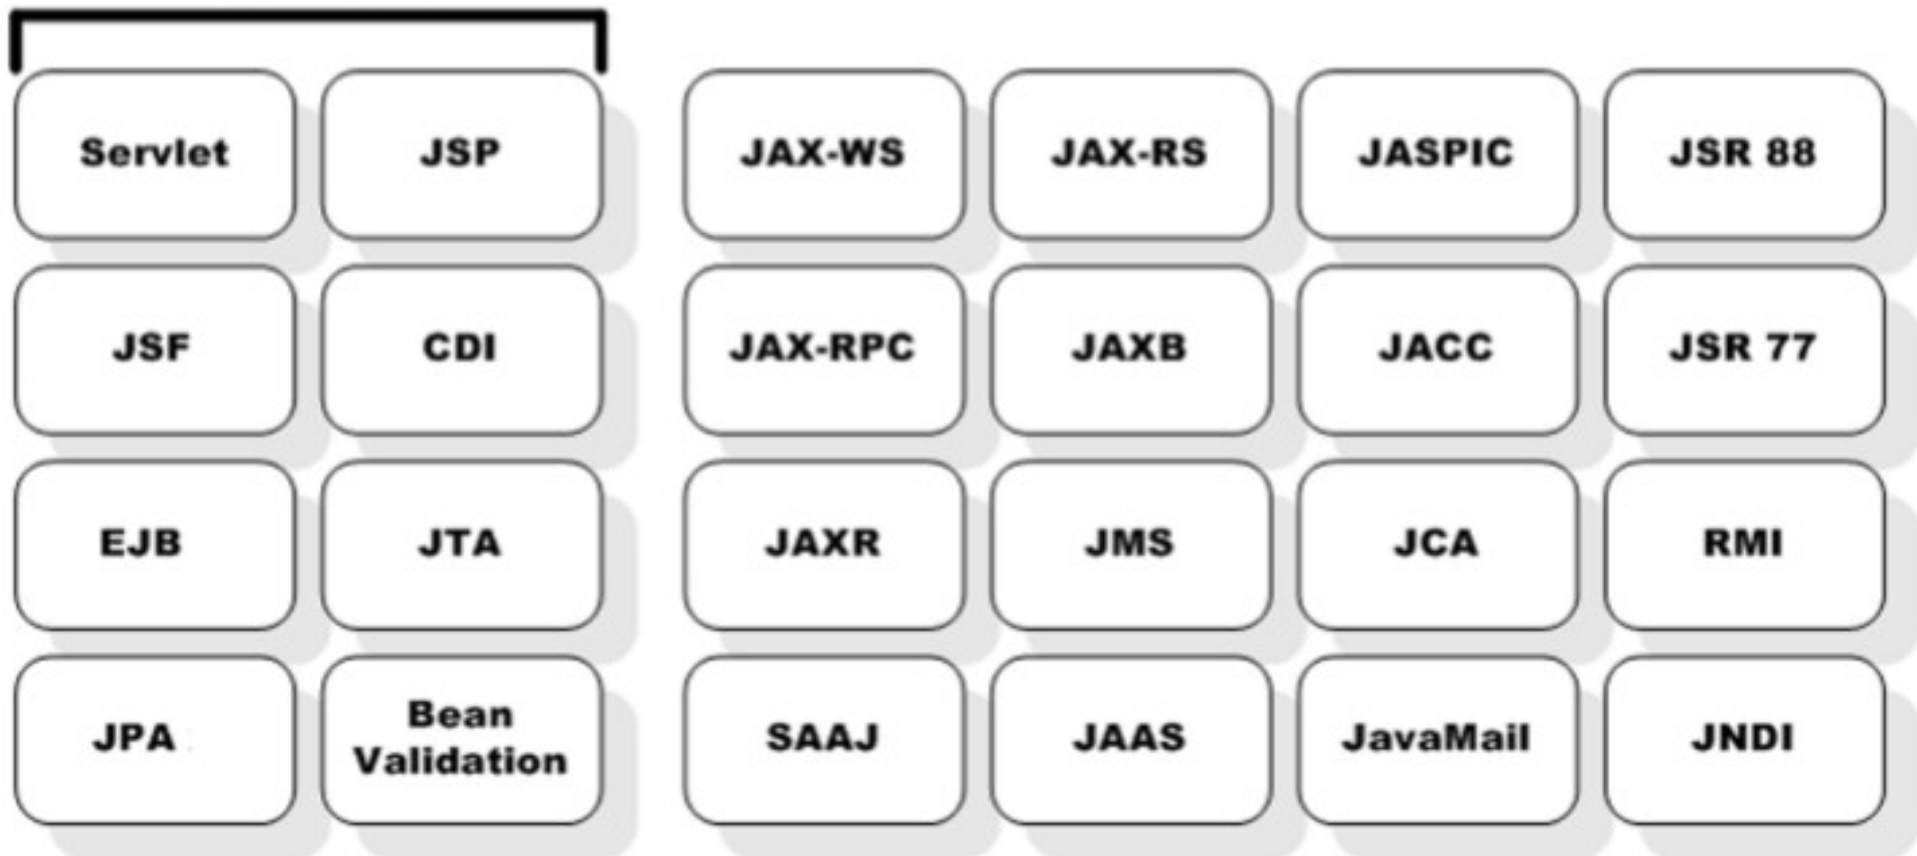 Servlet
JSP
JAX-WS
JAX-RS
JASPIC
JSR 88
JSF
CDI
JAX-RPC
JAXB
JACC
JSR 77
EJB
JTA
JAXR
JMS
JCA
RMI
JPA
Bean
Validation
SAAJ
JAAS
JavaMail
JNDI